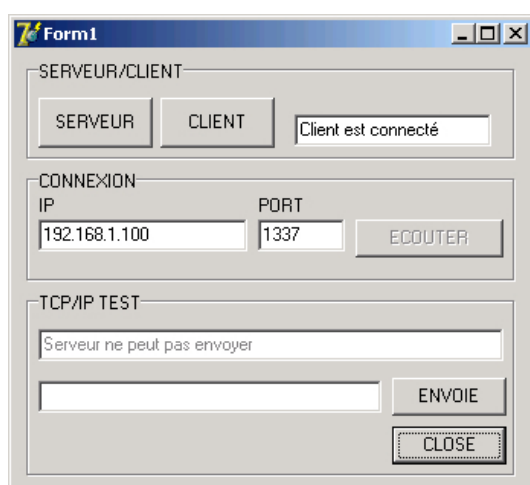 Form1
SERVEUR/CLIENT
SERVEUR CLIENT Client est connecté
CONNEXION
IP PORT
192.168.1.100 1337 ECOUTER
TCP/IP TEST
Serveur ne peut pas envoyer
ENVOIE
CLOSE